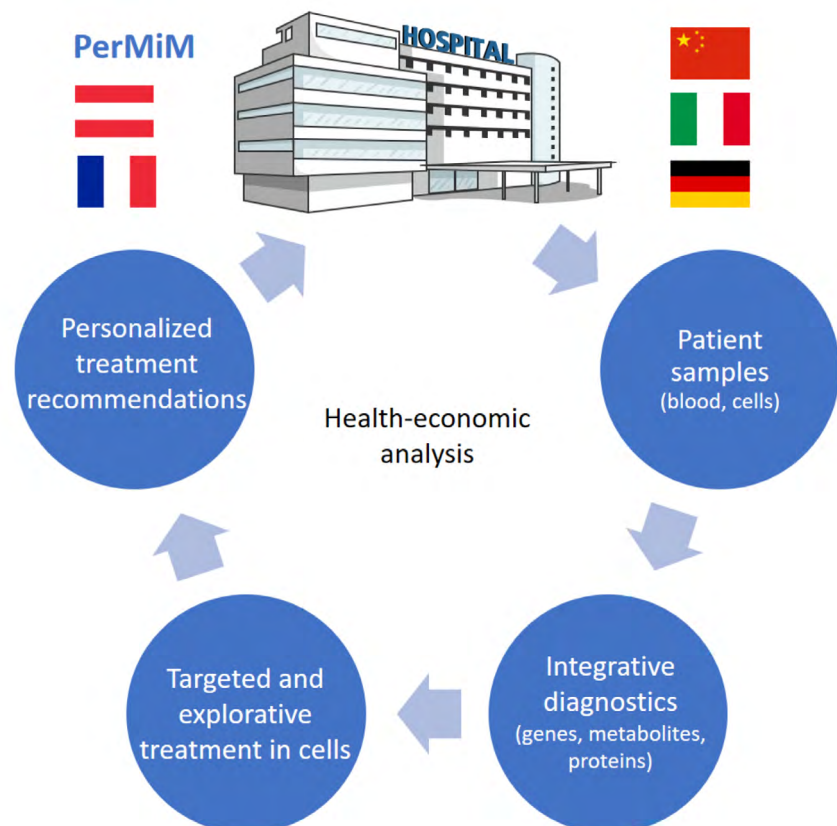 PerMiM
HOSPITAL
Personalized
treatment
recommendations
Patient
samples
(blood, cells)
Health-economic
analysis
Targeted and
explorative
treatment in cells
Integrative
diagnostics
(genes, metabolites,
proteins)